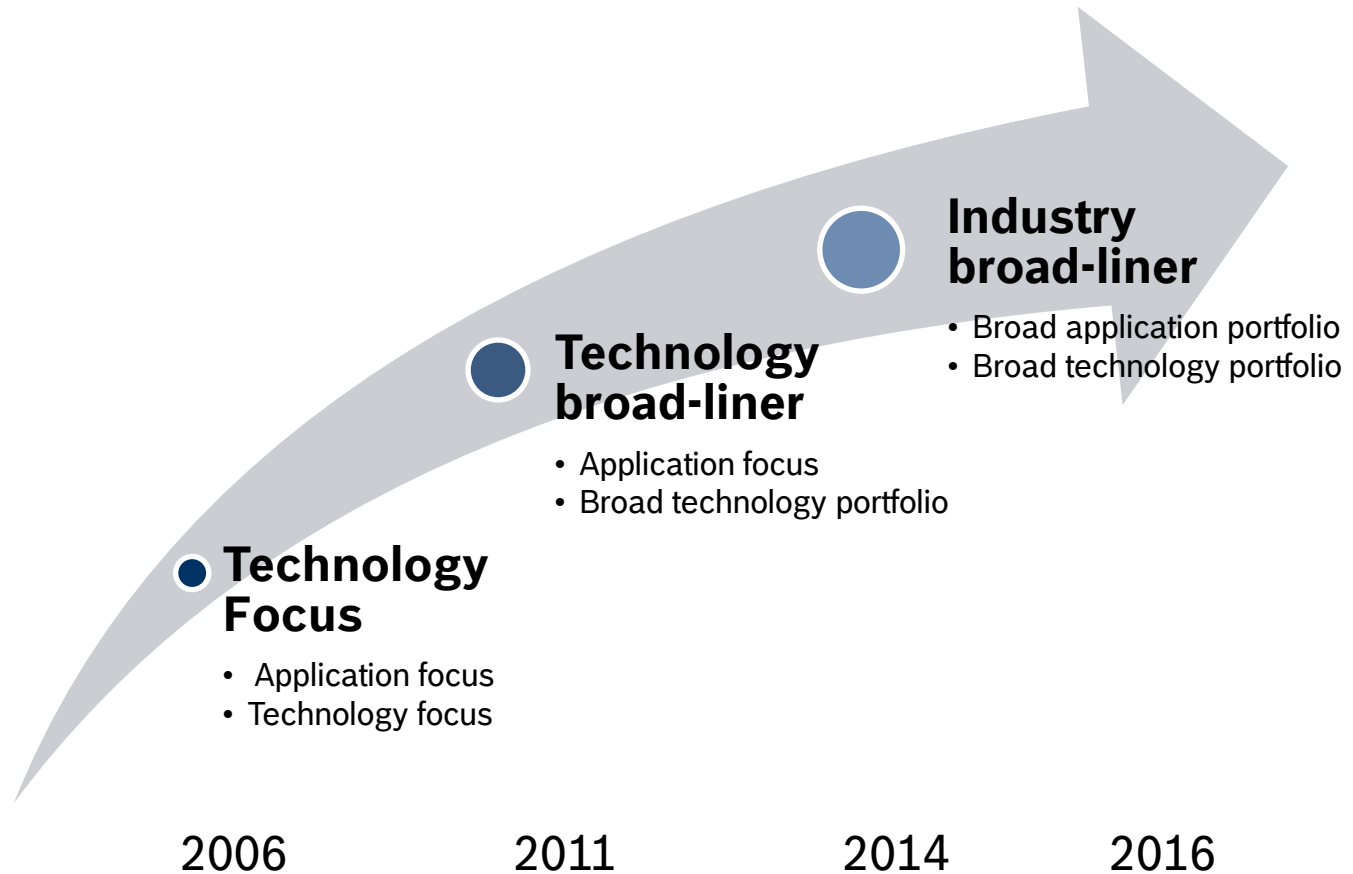 Industry
broad-liner
• Broad application portfolio
• Broad technology portfolio
Technology
broad-liner
• Application focus
• Broad technology portfolio
Technology
Focus
• Application focus
• Technology focus
2006 2011 2014 2016